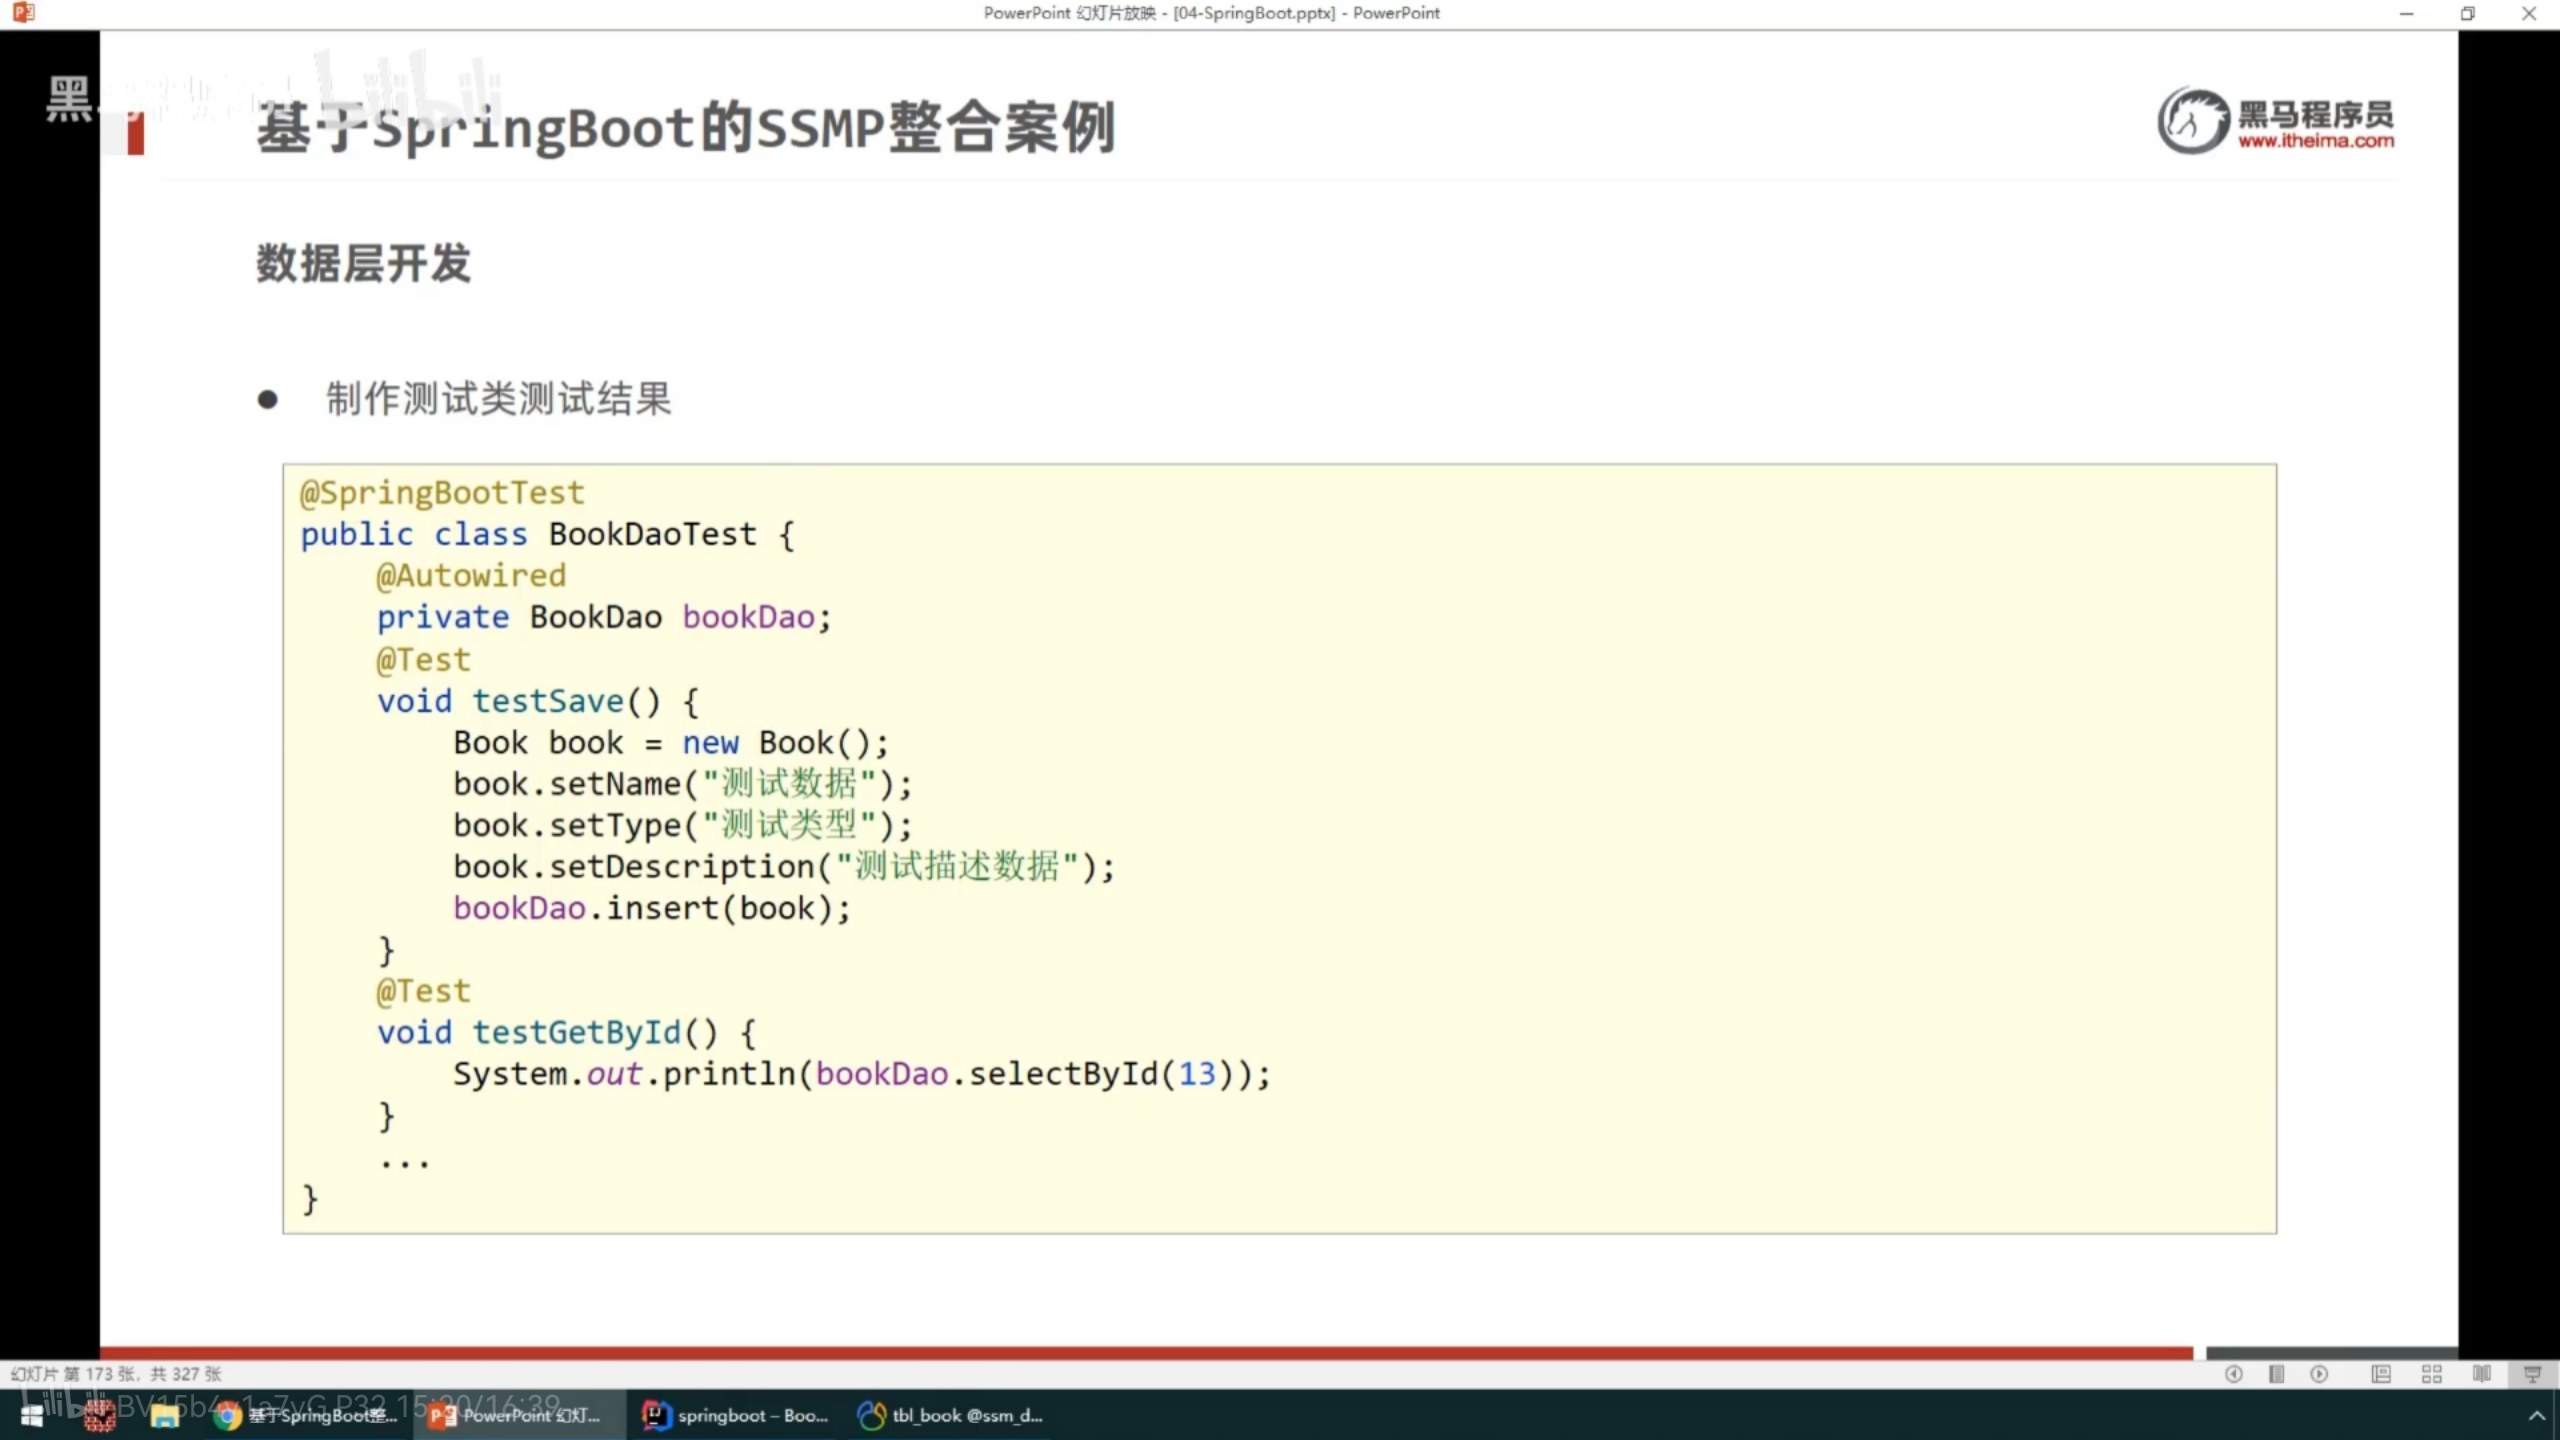 PowerPoint 幻灯片放映 - [04-SpringBoot.pptx] - PowerPoint
基于SpringBoot的SSMP整合案例
黑马程序员
www.itheima.com
数据层开发
● 制作测试类测试结果
@SpringBootTest
public class BookDaoTest {
    @Autowired
    private BookDao bookDao;
    @Test
    void testSave() {
        Book book = new Book();
        book.setName("测试数据");
        book.setType("测试类型");
        book.setDescription("测试描述数据");
        bookDao.insert(book);
    }
    @Test
    void testGetById() {
        System.out.println(bookDao.selectById(13));
    }
    ...
}
幻灯片 第 173 张，共 327 张
bilibili BV15b4y1a7yG P32 15:20/16:39
基于SpringBoot整...
PowerPoint 幻灯...
springboot – Boo...
tbl_book @ssm_d...